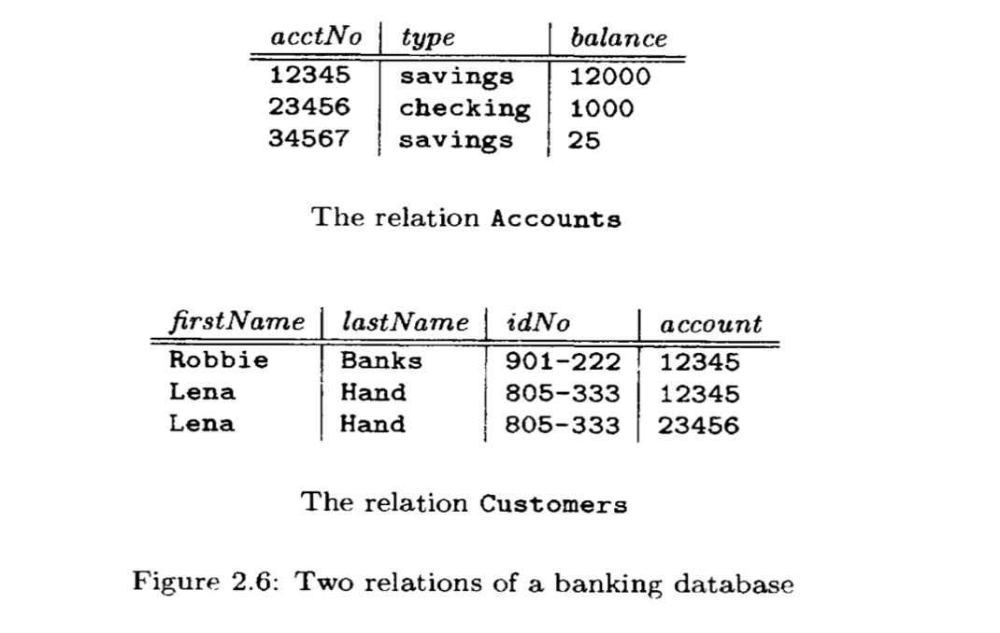 acctNo type balance
12345 savings 12000
23456 checking 1000
34567 savings 25
The relation Accounts
firstName lastName idNo account
Robbie Banks 901-222 12345
Lena Hand 805-333 12345
Lena Hand 805-333 23456
The relation Customers
Figure 2.6: Two relations of a banking database